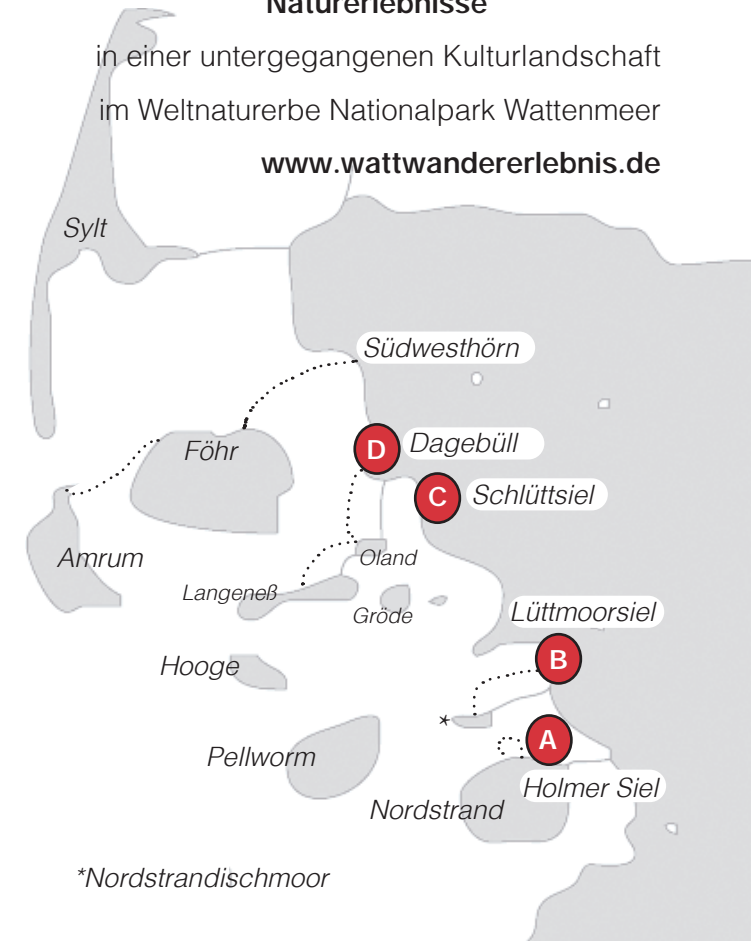 Naturerlebnisse
in einer untergegangenen Kulturlandschaft
im Weltnaturerbe Nationalpark Wattenmeer
www.wattwandererlebnis.de
Sylt
Südwesthörn
Föhr
D Dagebüll
C Schlüttsiel
Amrum
Oland
Langeneß
Gröde
Lüttmoorsiel
B
Hooge
*
A
Pellworm
Holmer Siel
Nordstrand
*Nordstrandischmoor